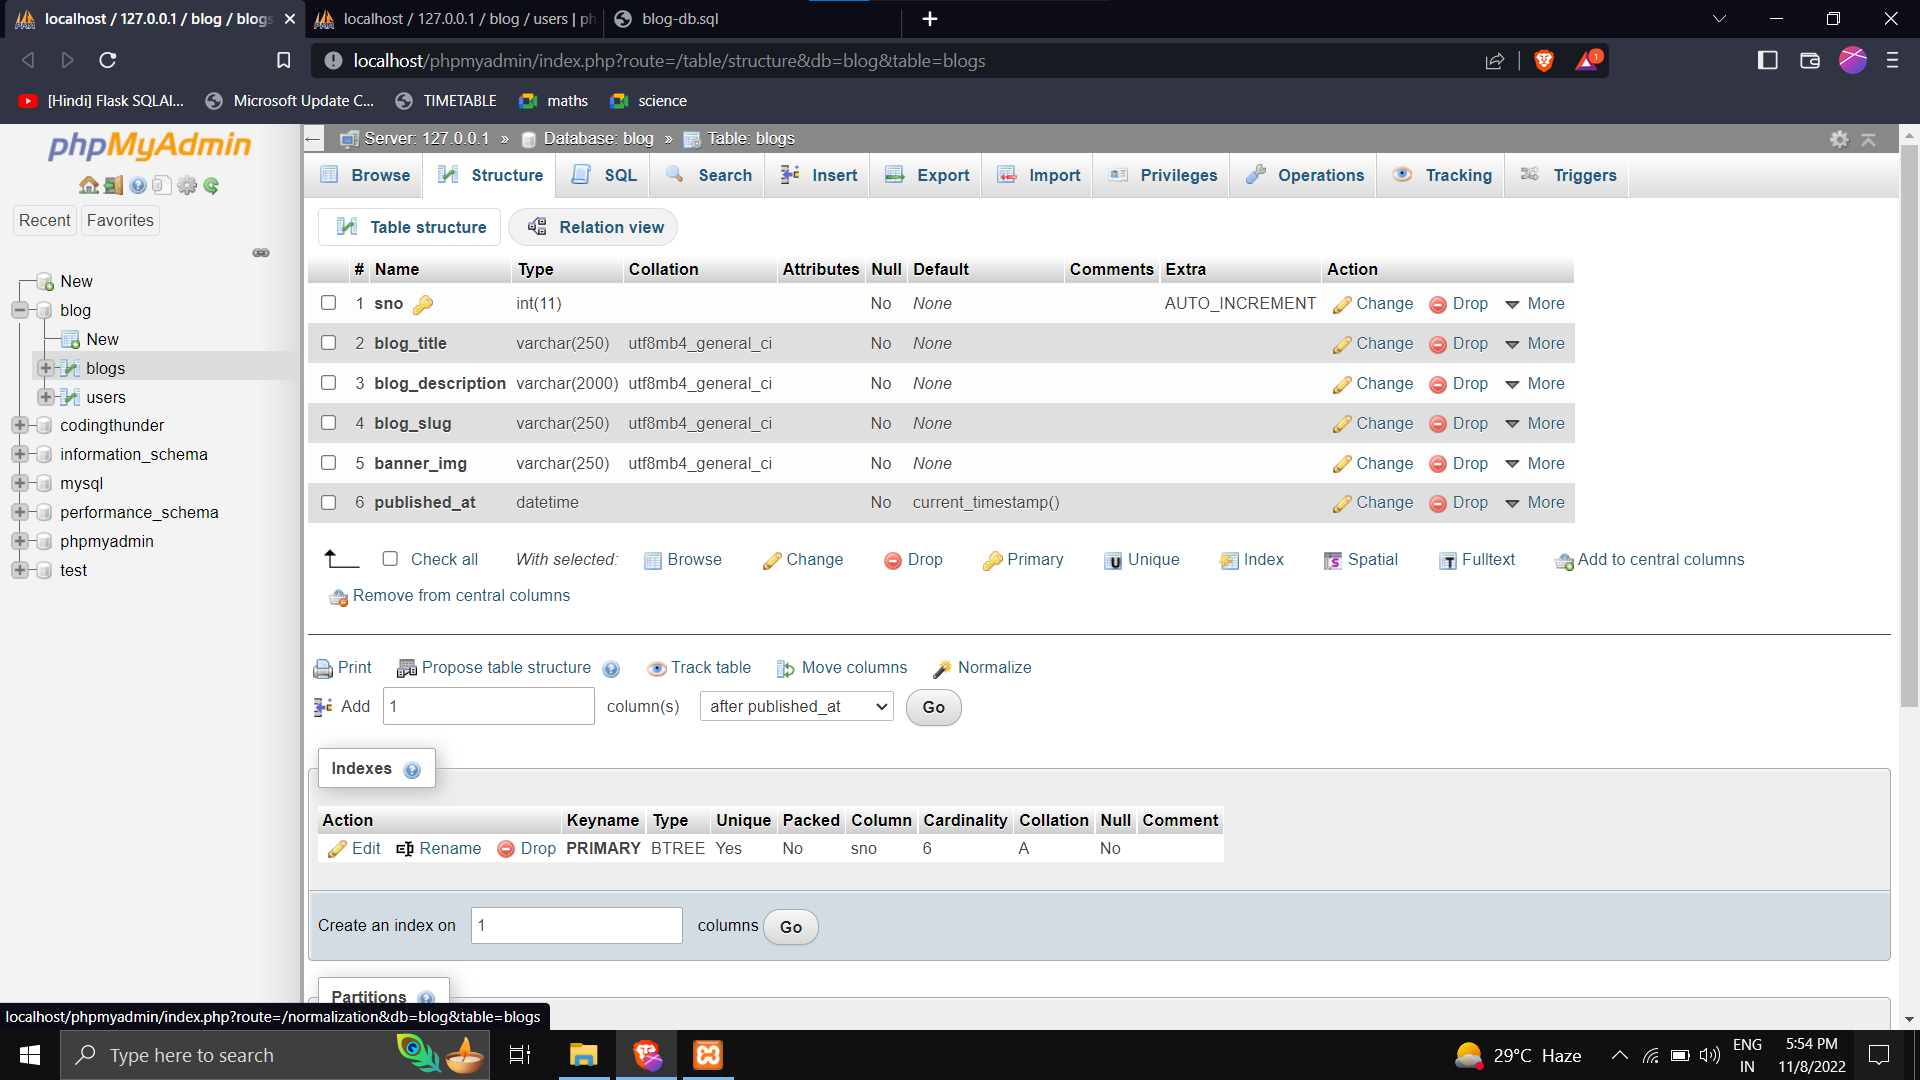 localhost / 127.0.0.1 / blog / blogs
localhost / 127.0.0.1 / blog / users | ph
blog-db.sql
localhost/phpmyadmin/index.php?route=/table/structure&db=blog&table=blogs
1
[Hindi] Flask SQLAl...
Microsoft Update C...
TIMETABLE
maths
science
phpMyAdmin
Recent Favorites
New
blog
New
blogs
users
codingthunder
information_schema
mysql
performance_schema
phpmyadmin
test
Server: 127.0.0.1 » Database: blog » Table: blogs
Browse Structure SQL Search Insert Export Import Privileges Operations Tracking Triggers
Table structure Relation view
# Name Type Collation Attributes Null Default Comments Extra Action
1 sno int(11) No None AUTO_INCREMENT Change Drop More
2 blog_title varchar(250) utf8mb4_general_ci No None Change Drop More
3 blog_description varchar(2000) utf8mb4_general_ci No None Change Drop More
4 blog_slug varchar(250) utf8mb4_general_ci No None Change Drop More
5 banner_img varchar(250) utf8mb4_general_ci No None Change Drop More
6 published_at datetime No current_timestamp() Change Drop More
Check all With selected: Browse Change Drop Primary Unique Index Spatial Fulltext Add to central columns
Remove from central columns
Print Propose table structure Track table Move columns Normalize
Add 1 column(s) after published_at Go
Indexes
Action Keyname Type Unique Packed Column Cardinality Collation Null Comment
Edit Rename Drop PRIMARY BTREE Yes No sno 6 A No
Create an index on 1 columns Go
Partitions
localhost/phpmyadmin/index.php?route=/normalization&db=blog&table=blogs
Type here to search
29°C Haze
ENG
IN
5:54 PM
11/8/2022